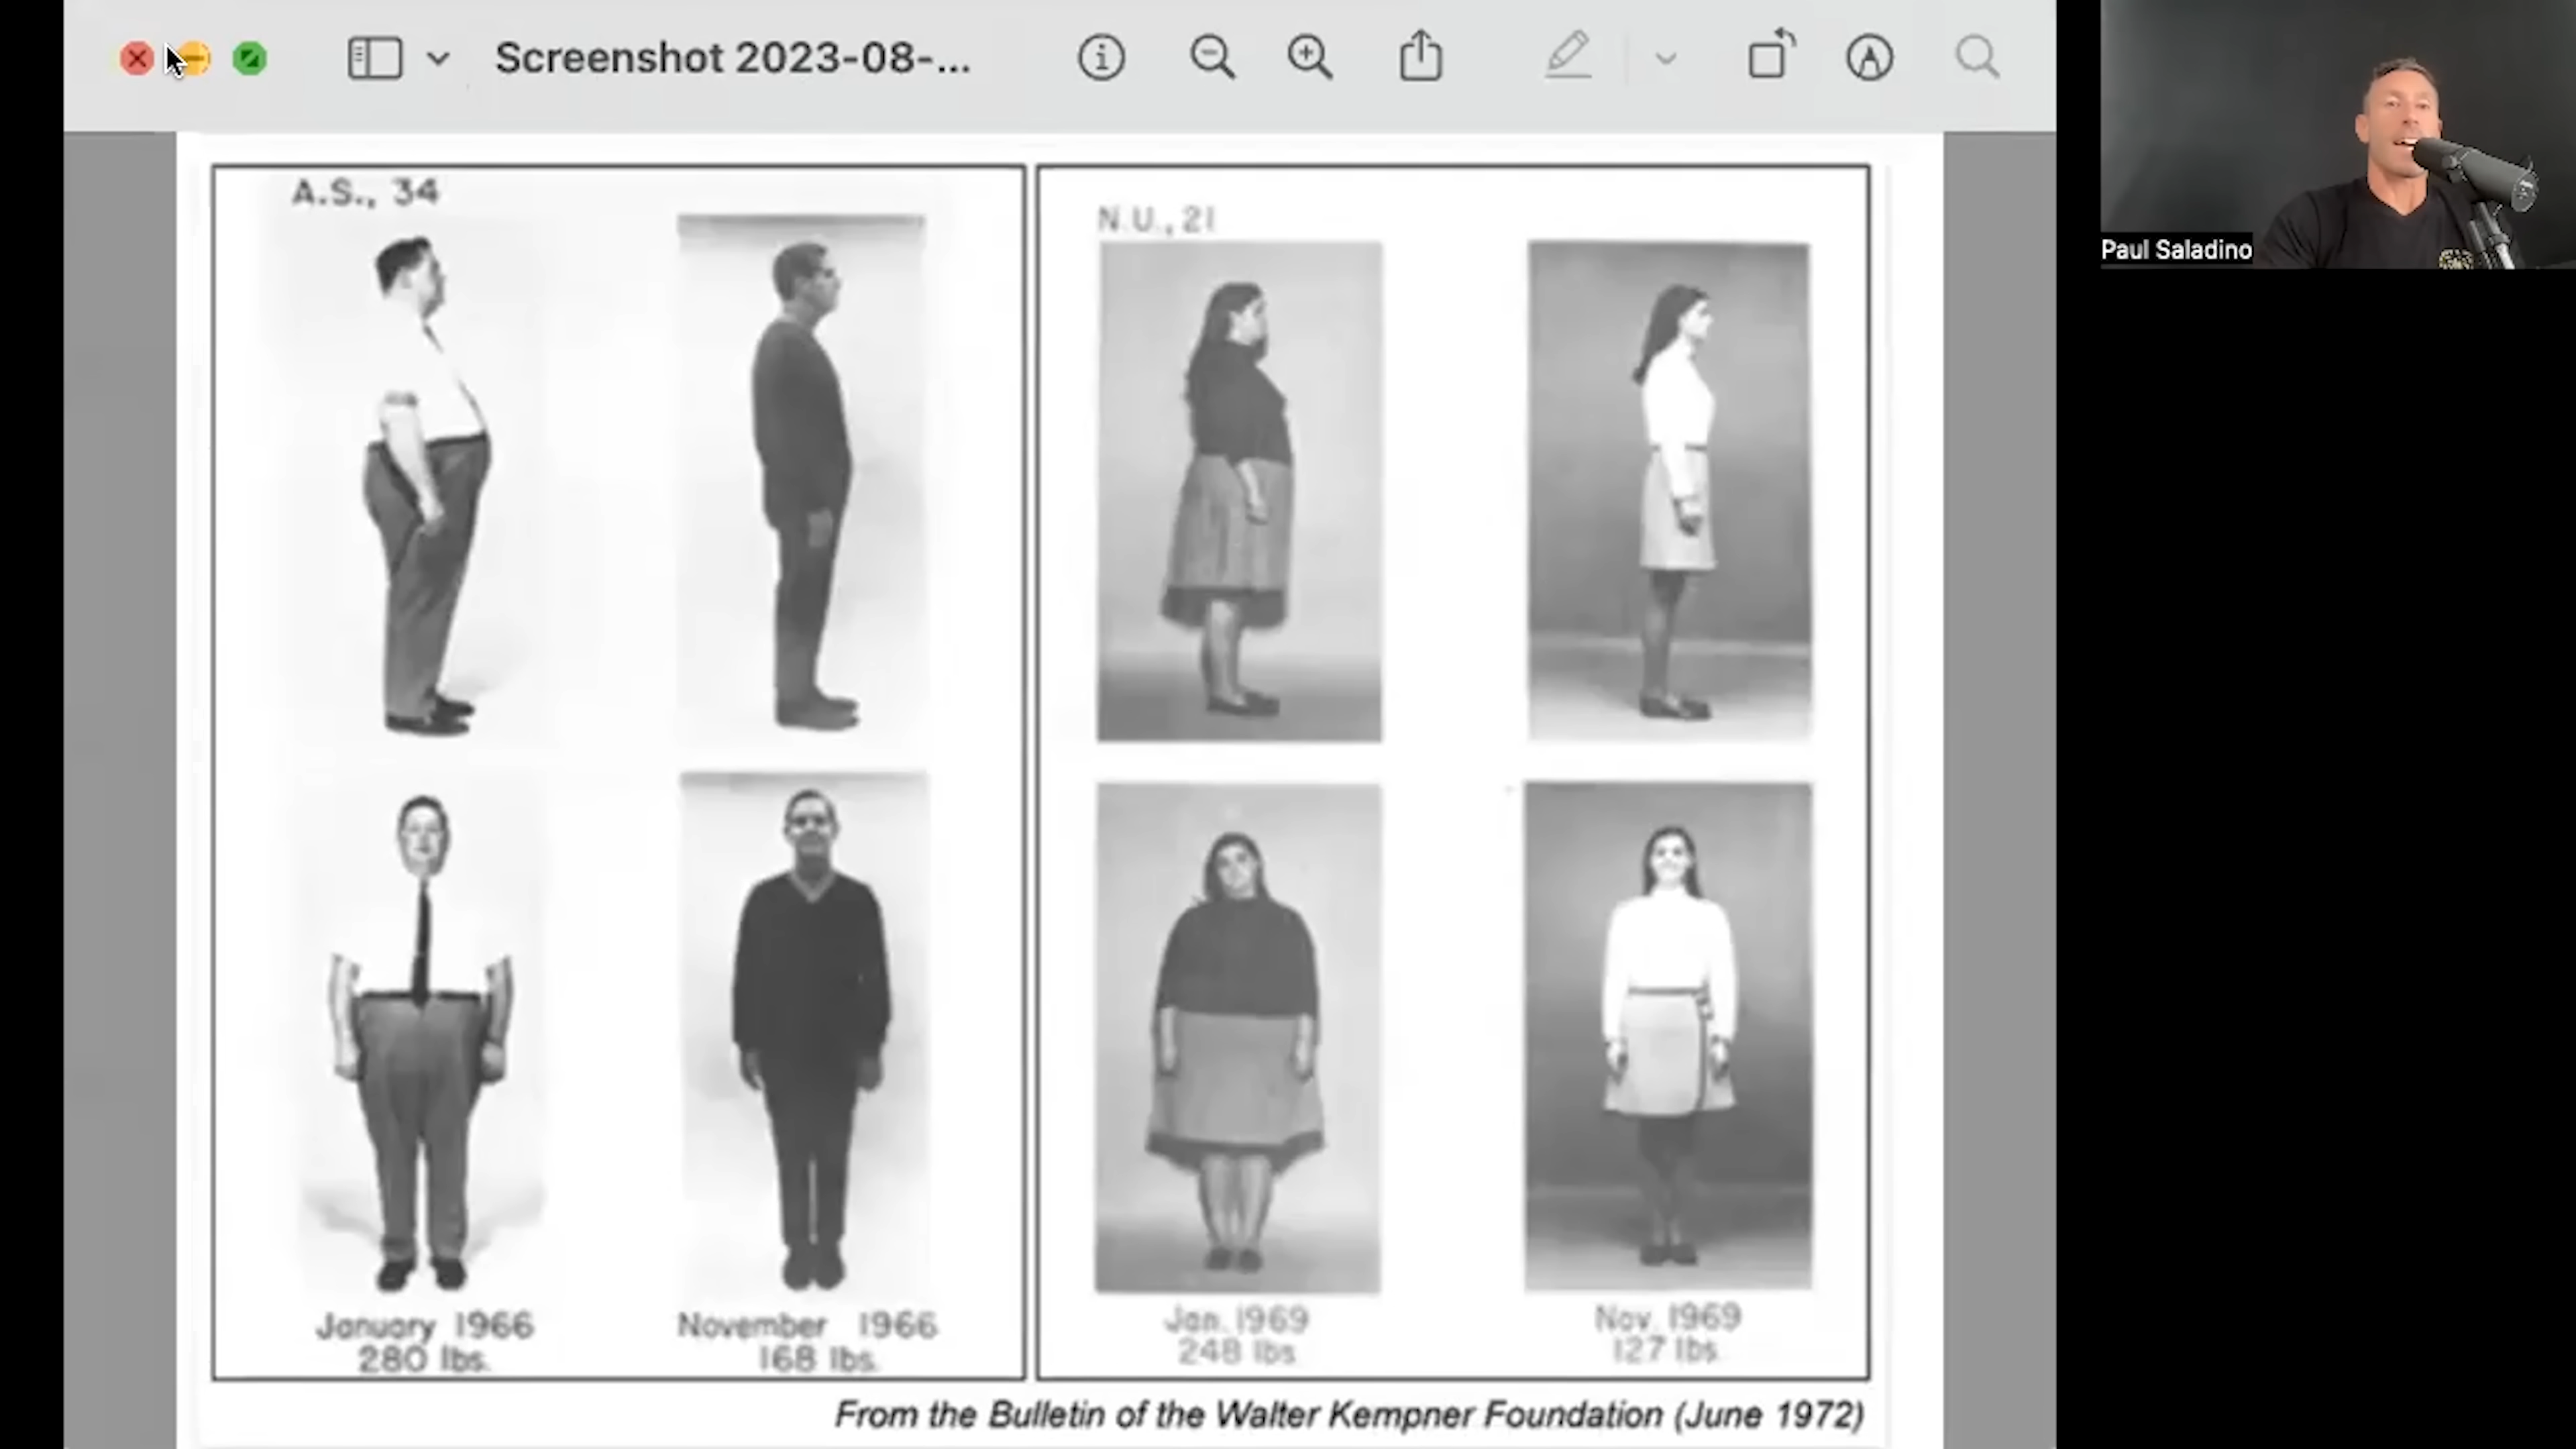 Screenshot 2023-08-...
Paul Saladino
A.S., 34
N.U., 21
January 1966
280 lbs.
November 1966
168 lbs.
Jan. 1969
248 lbs
Nov. 1969
127 lbs
From the Bulletin of the Walter Kempner Foundation (June 1972)